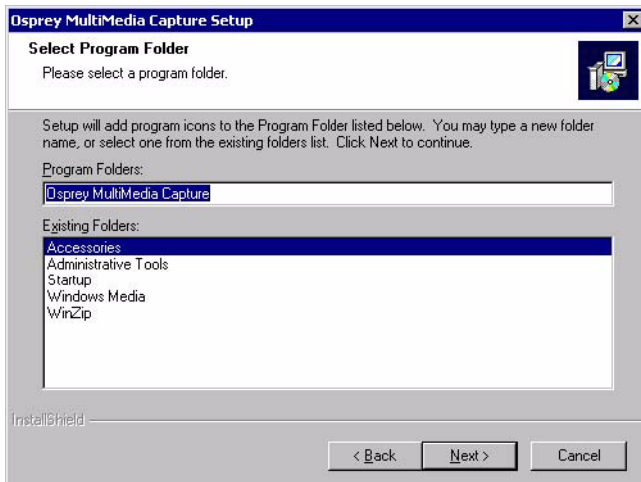 Osprey MultiMedia Capture Setup
Select Program Folder
Please select a program folder.
Setup will add program icons to the Program Folder listed below. You may type a new folder
name, or select one from the existing folders list. Click Next to continue.
Program Folders:
Osprey MultiMedia Capture
Existing Folders:
Accessories
Administrative Tools
Startup
Windows Media
WinZip
InstallShield
< Back Next > Cancel